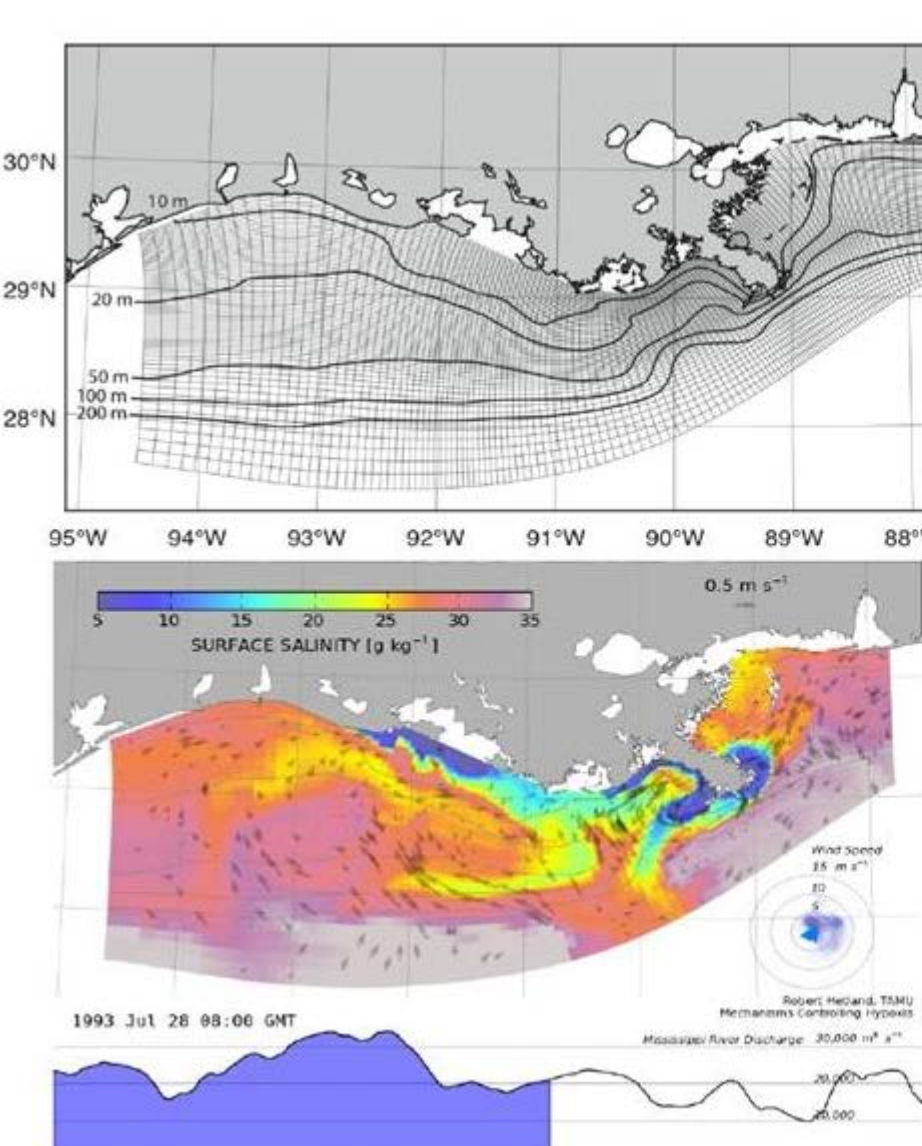 30°N
10 m
29°N
20 m
50 m
100 m
28°N
200 m
95°W 94°W 93°W 92°W 91°W 90°W 89°W 88°
0.5 m s⁻¹
5 10 15 20 25 30 35
SURFACE SALINITY [g kg⁻¹]
Wind Speed
15 m s⁻¹
10
5
Robert Hetland, TAMU
Mechanisms Controlling Hypoxia
1993 Jul 28 08:00 GMT
Mississippi River Discharge 30,000 m³ s⁻¹
20,000
10,000